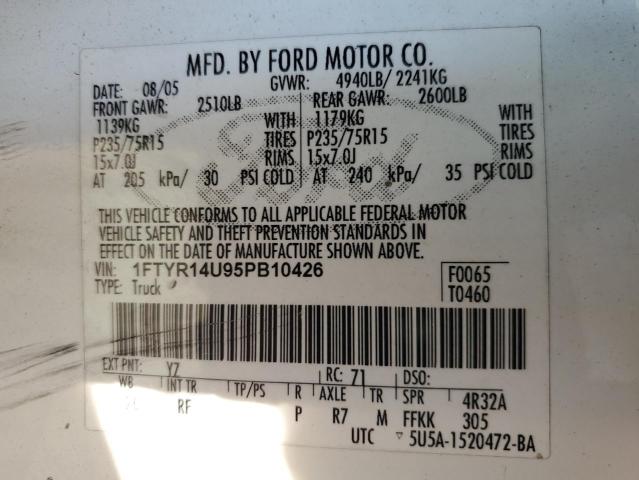 MFD. BY FORD MOTOR CO.
DATE: 08/05 GVWR: 4940LB/ 2241KG
FRONT GAWR: 2510LB REAR GAWR: 2600LB
1139KG WITH 1179KG WITH
P235/75R15 TIRES P235/75R15 TIRES
15x7.0J RIMS 15x7.0J RIMS
AT 205 kPa/ 30 PSI COLD AT 240 kPa/ 35 PSI COLD
Ford
THIS VEHICLE CONFORMS TO ALL APPLICABLE FEDERAL MOTOR
VEHICLE SAFETY AND THEFT PREVENTION STANDARDS IN
EFFECT ON THE DATE OF MANUFACTURE SHOWN ABOVE.
VIN: 1FTYR14U95PB10426 F0065
TYPE: Truck T0460
EXT PNT: YZ RC: 71 DSO:
WB INT TR TP/PS R AXLE TR SPR 4R32A
RF P R7 M FFKK 305
UTC ▽5U5A-1520472-BA